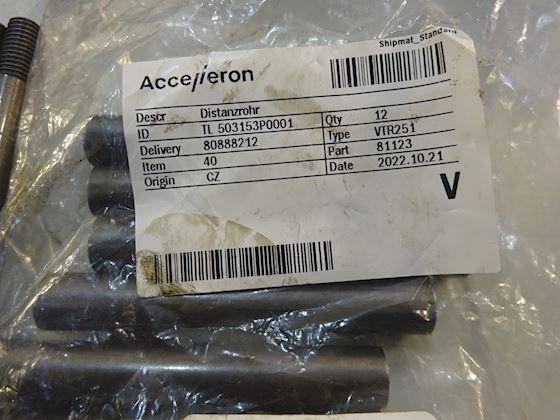 Shipmat_Standard
Accelleron
Descr Distanzrohr Qty 12
ID TL 503153P0001 Type VTR251
Delivery 80888212 Part 81123
Item 40 Date 2022.10.21
Origin CZ
V